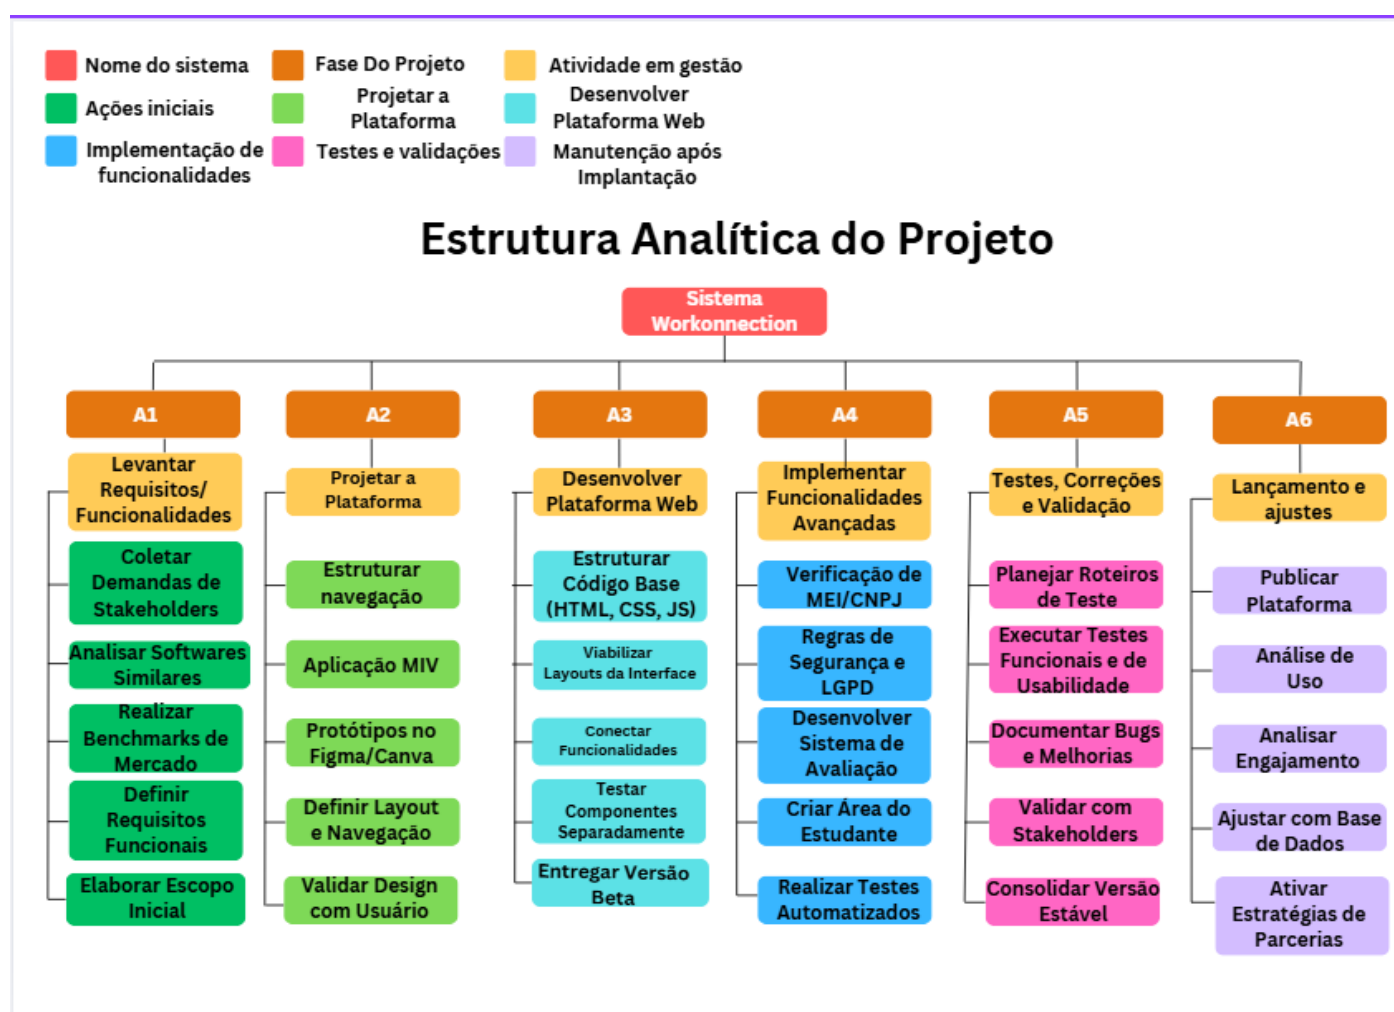 Nome do sistema
Fase Do Projeto
Atividade em gestão
Ações iniciais
Projetar a
Plataforma
Desenvolver
Plataforma Web
Implementação de
funcionalidades
Testes e validações
Manutenção após
Implantação
Estrutura Analítica do Projeto
Sistema
Workonnection
A1
Levantar
Requisitos/
Funcionalidades
Coletar
Demandas de
Stakeholders
Analisar Softwares
Similares
Realizar
Benchmarks de
Mercado
Definir
Requisitos
Funcionais
Elaborar Escopo
Inicial
A2
Projetar a
Plataforma
Estruturar
navegação
Aplicação MIV
Protótipos no
Figma/Canva
Definir Layout
e Navegação
Validar Design
com Usuário
A3
Desenvolver
Plataforma Web
Estruturar
Código Base
(HTML, CSS, JS)
Viabilizar
Layouts da Interface
Conectar
Funcionalidades
Testar
Componentes
Separadamente
Entregar Versão
Beta
A4
Implementar
Funcionalidades
Avançadas
Verificação de
MEI/CNPJ
Regras de
Segurança e
LGPD
Desenvolver
Sistema de
Avaliação
Criar Área do
Estudante
Realizar Testes
Automatizados
A5
Testes, Correções
e Validação
Planejar Roteiros
de Teste
Executar Testes
Funcionais e de
Usabilidade
Documentar Bugs
e Melhorias
Validar com
Stakeholders
Consolidar Versão
Estável
A6
Lançamento e
ajustes
Publicar
Plataforma
Análise de
Uso
Analisar
Engajamento
Ajustar com Base
de Dados
Ativar
Estratégias de
Parcerias